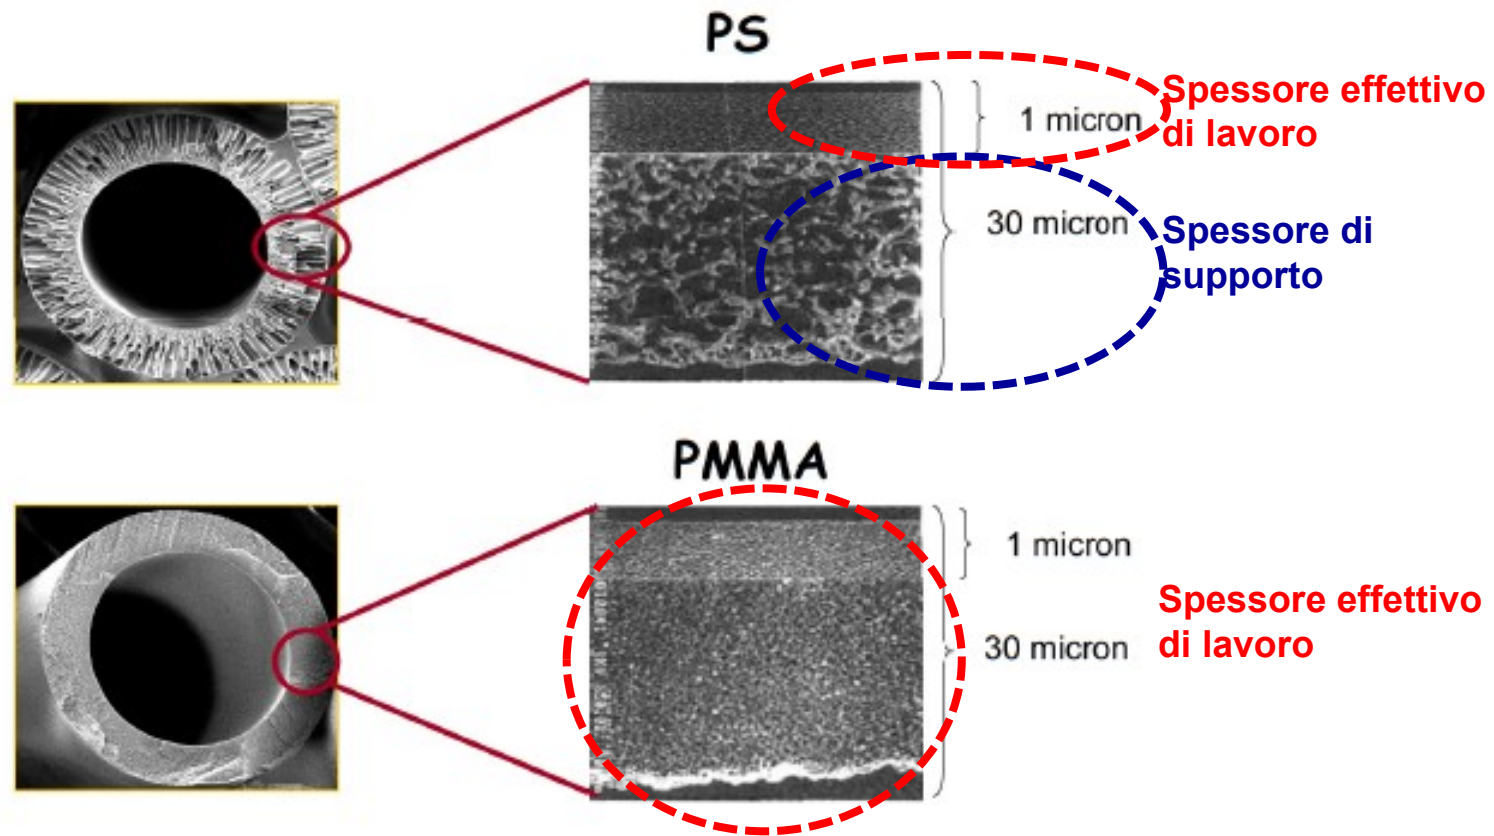 PS
Spessore effettivo
di lavoro
1 micron
30 micron
Spessore di
supporto
PMMA
1 micron
30 micron
Spessore effettivo
di lavoro